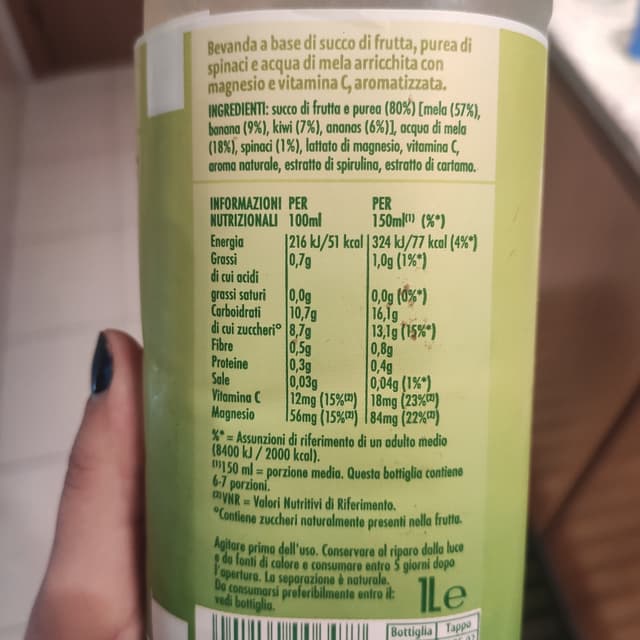 Bevanda a base di succo di frutta, purea di
spinaci e acqua di mela arricchita con
magnesio e vitamina C, aromatizzata.
INGREDIENTI: succo di frutta e purea (80%) [mela (57%),
banana (9%), kiwi (7%), ananas (6%)], acqua di mela
(18%), spinaci (1%), lattato di magnesio, vitamina C,
aroma naturale, estratto di spirulina, estratto di cartamo.
INFORMAZIONI PER PER
NUTRIZIONALI 100ml 150ml⁽¹⁾ (%*)
Energia 216 kJ/51 kcal 324 kJ/77 kcal (4%*)
Grassi 0,7g 1,0g (1%*)
di cui acidi
grassi saturi 0,0g 0,0g (0%*)
Carboidrati 10,7g 16,1g
di cui zuccheri° 8,7g 13,1g (15%*)
Fibre 0,5g 0,8g
Proteine 0,3g 0,4g
Sale 0,03g 0,04g (1%*)
Vitamina C 12mg (15%⁽²⁾) 18mg (23%⁽²⁾)
Magnesio 56mg (15%⁽²⁾) 84mg (22%⁽²⁾)
%* = Assunzioni di riferimento di un adulto medio
(8400 kJ / 2000 kcal).
⁽¹⁾150 ml = porzione media. Questa bottiglia contiene
6-7 porzioni.
⁽²⁾VNR = Valori Nutritivi di Riferimento.
°Contiene zuccheri naturalmente presenti nella frutta.
Agitare prima dell'uso. Conservare al riparo dalla luce
e da fonti di calore e consumare entro 5 giorni dopo
l'apertura. La separazione è naturale.
Da consumarsi preferibilmente entro il:
vedi bottiglia.
1L e
Bottiglia Tappo